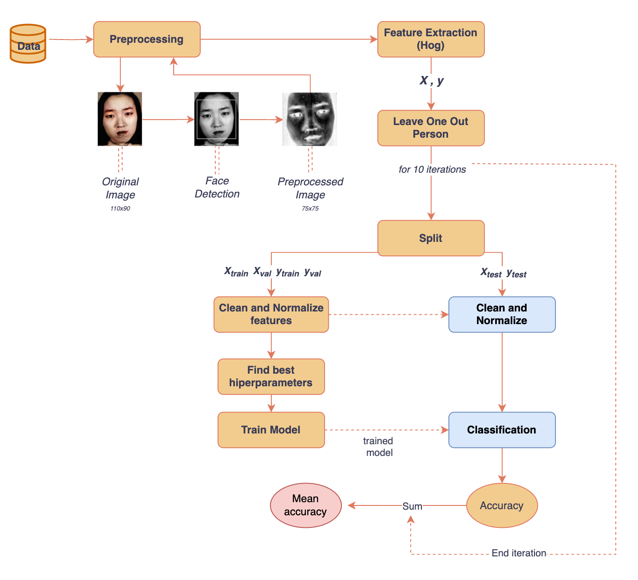 Data
Preprocessing
Feature Extraction
(Hog)
X , y
Leave One Out
Person
Original
Image
110x90
Face
Detection
Preprocessed
Image
75x75
for 10 iterations
Split
Xtrain Xval ytrain yval
Xtest ytest
Clean and Normalize
features
Clean and
Normalize
Find best
hiperparameters
Train Model
trained
model
Classification
Mean
accuracy
Sum
Accuracy
End iteration